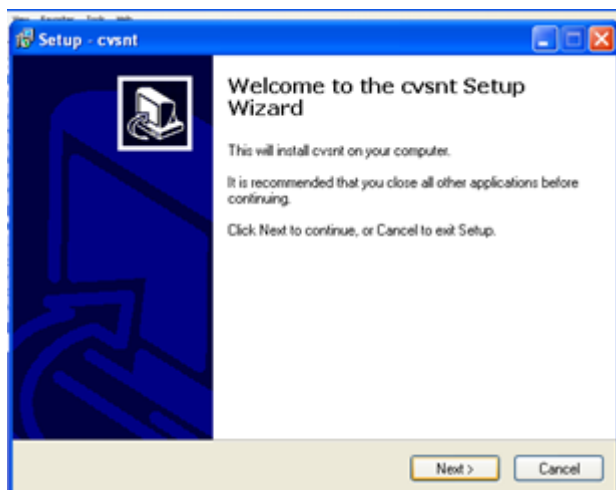 Setup - cvsnt
Welcome to the cvsnt Setup
Wizard
This will install cvsnt on your computer.
It is recommended that you close all other applications before
continuing.
Click Next to continue, or Cancel to exit Setup.
Next >
Cancel